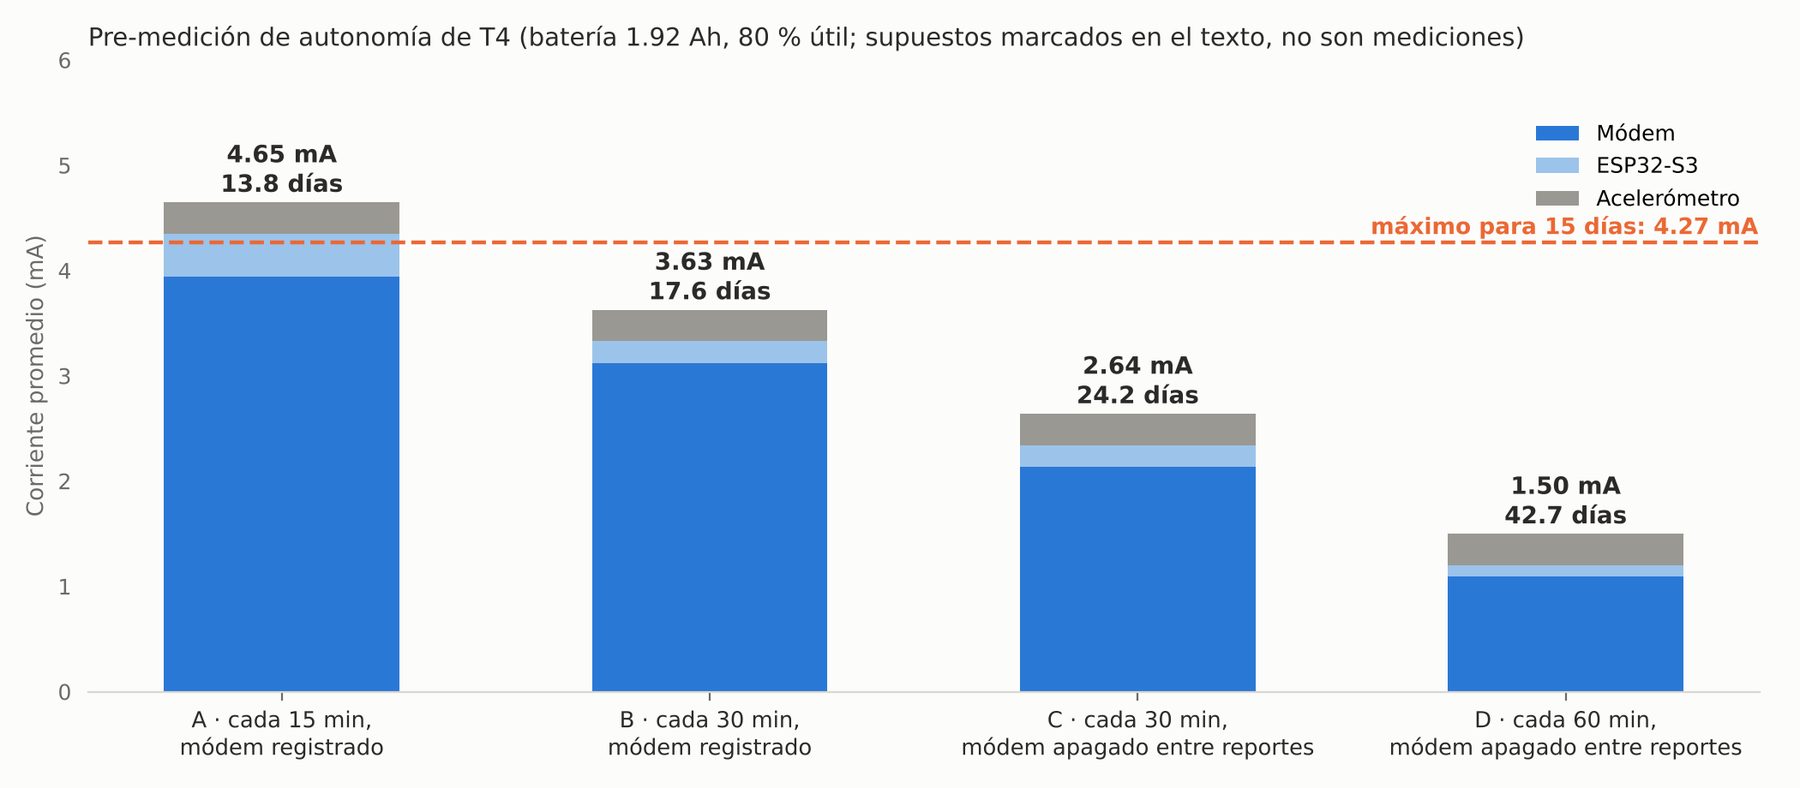 Pre-medición de autonomía de T4 (batería 1.92 Ah, 80 % útil; supuestos marcados en el texto, no son mediciones)
Corriente promedio (mA)
6
5
4
3
2
1
0
Módem
ESP32-S3
Acelerómetro
máximo para 15 días: 4.27 mA
4.65 mA
13.8 días
3.63 mA
17.6 días
2.64 mA
24.2 días
1.50 mA
42.7 días
A · cada 15 min,
módem registrado
B · cada 30 min,
módem registrado
C · cada 30 min,
módem apagado entre reportes
D · cada 60 min,
módem apagado entre reportes